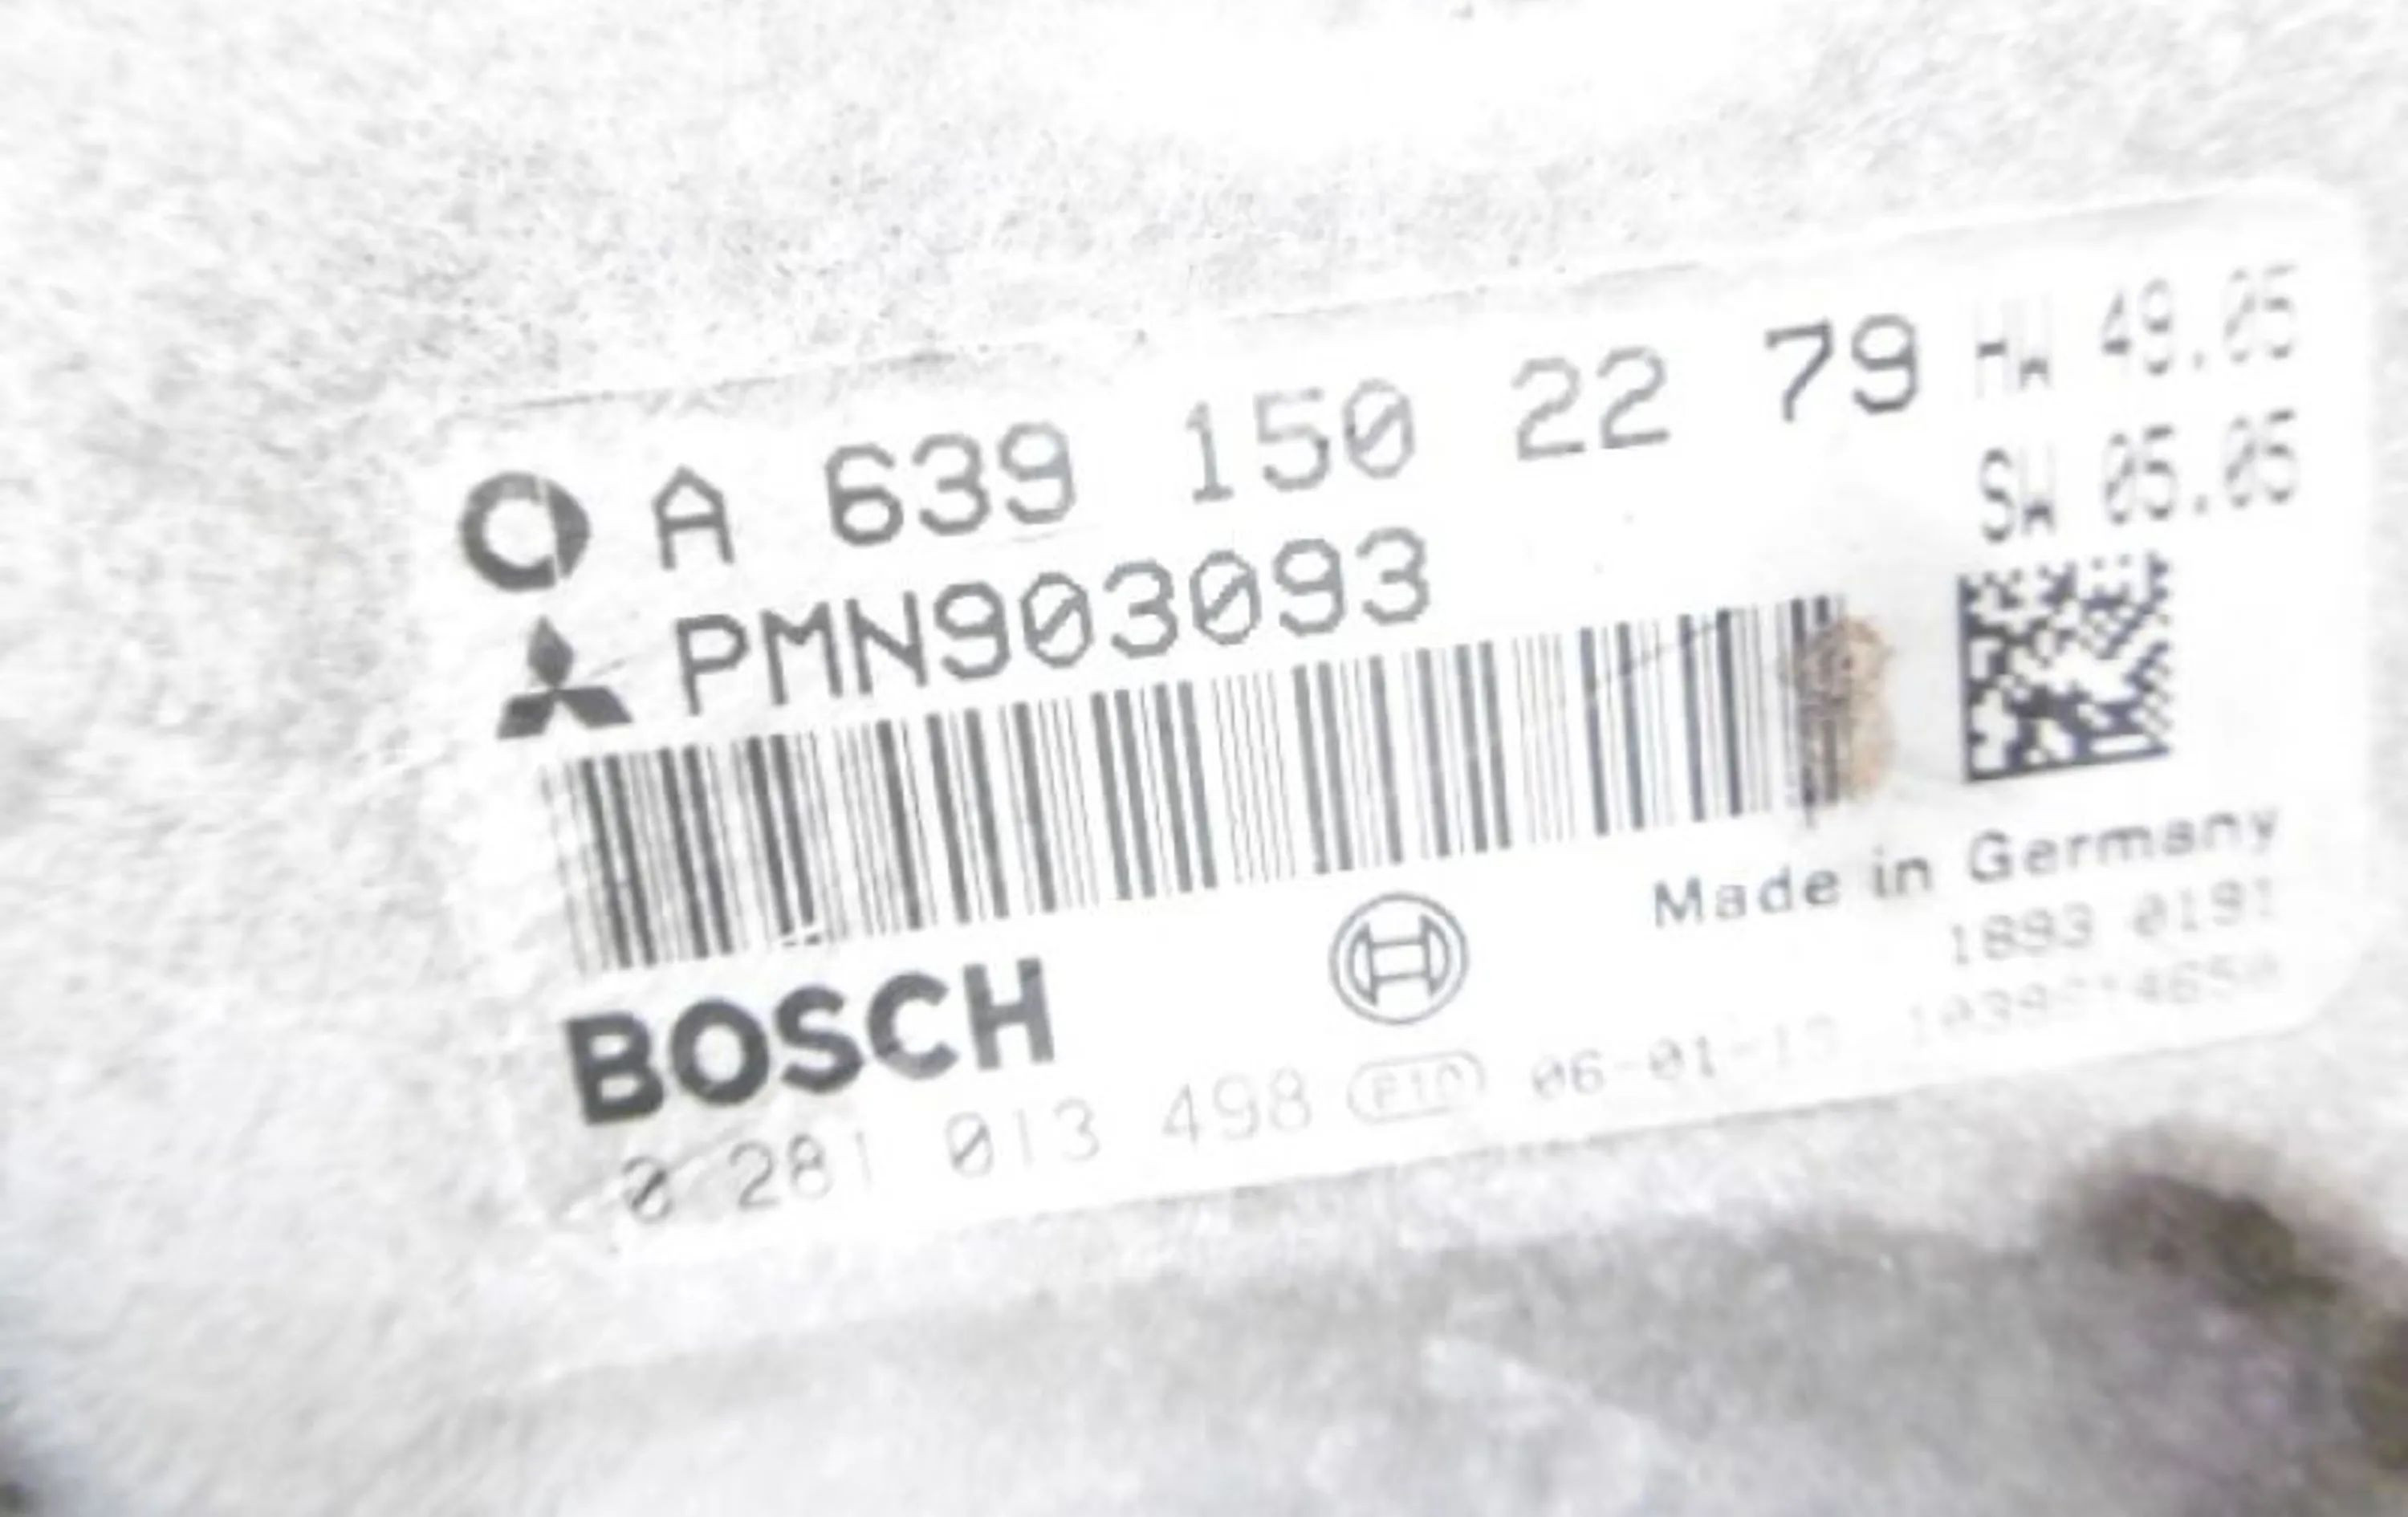 A 639 150 22 79 HW 49.05
SW 05.05
PMN903093
Made in Germany
BOSCH
1893 0191
0 281 013 498